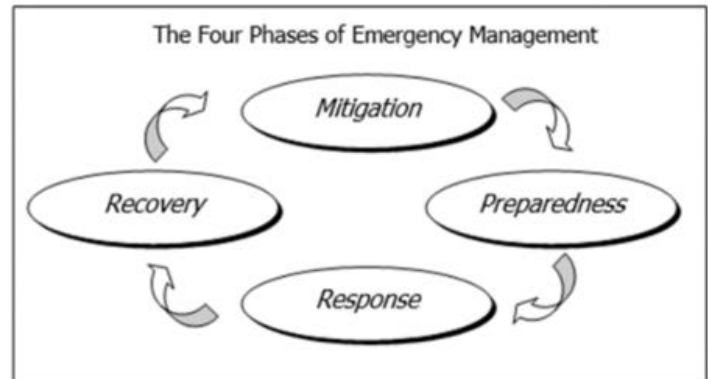 The Four Phases of Emergency Management
Mitigation
Recovery
Preparedness
Response